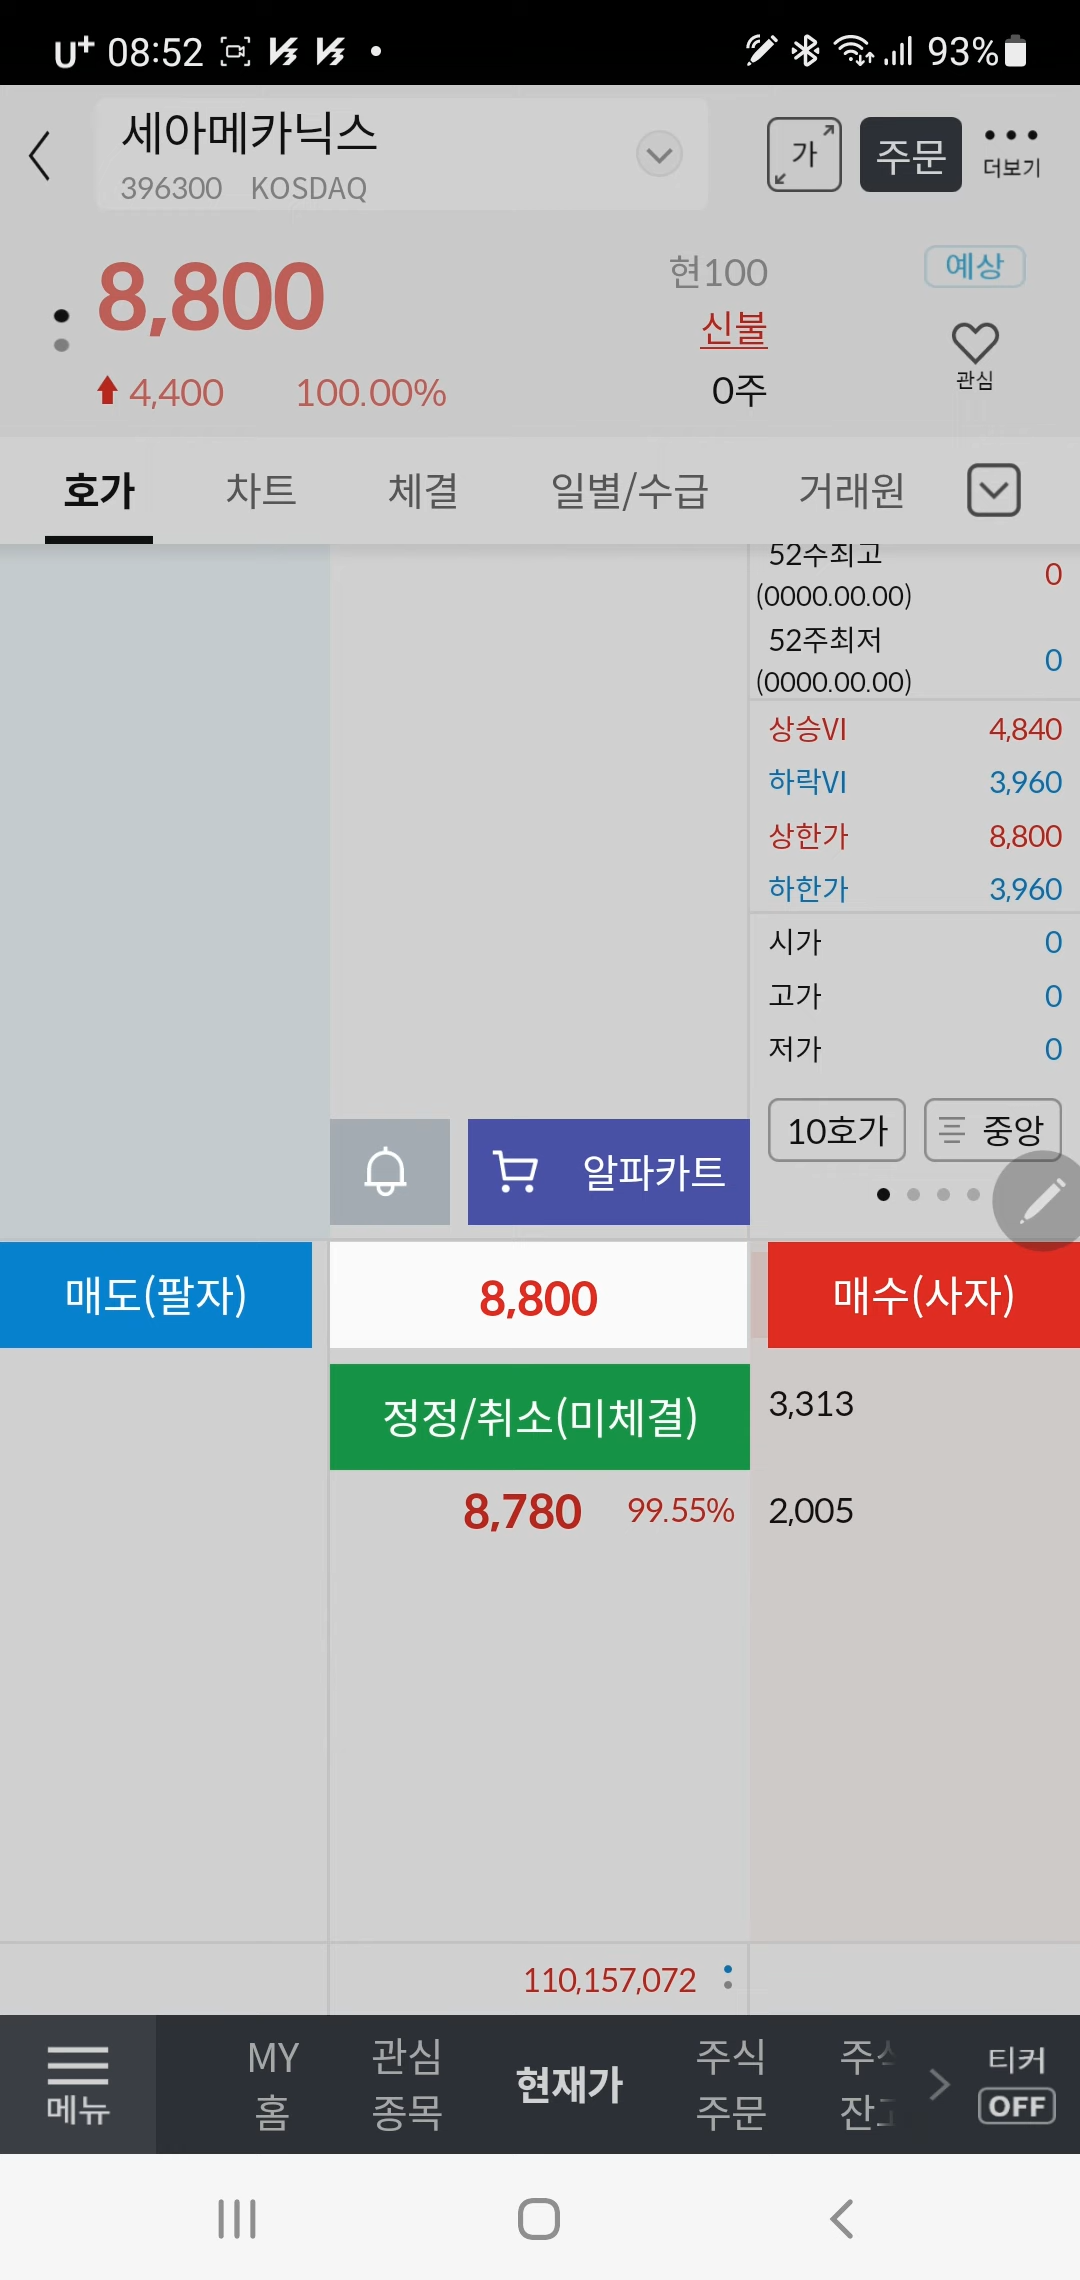 U+ 08:52 93%
세아메카닉스
396300 KOSDAQ
가
주문
더보기
8,800
현100
예상
신불
4,400 100.00%
0주
관심
호가 차트 체결 일별/수급 거래원
52주최고
(0000.00.00) 0
52주최저
(0000.00.00) 0
상승VI 4,840
하락VI 3,960
상한가 8,800
하한가 3,960
시가 0
고가 0
저가 0
10호가 중앙
알파카트
매도(팔자) 8,800 매수(사자)
정정/취소(미체결) 3,313
8,780 99.55% 2,005
110,157,072
메뉴
MY
홈
관심
종목
현재가
주식
주문
주
잔
티커
OFF